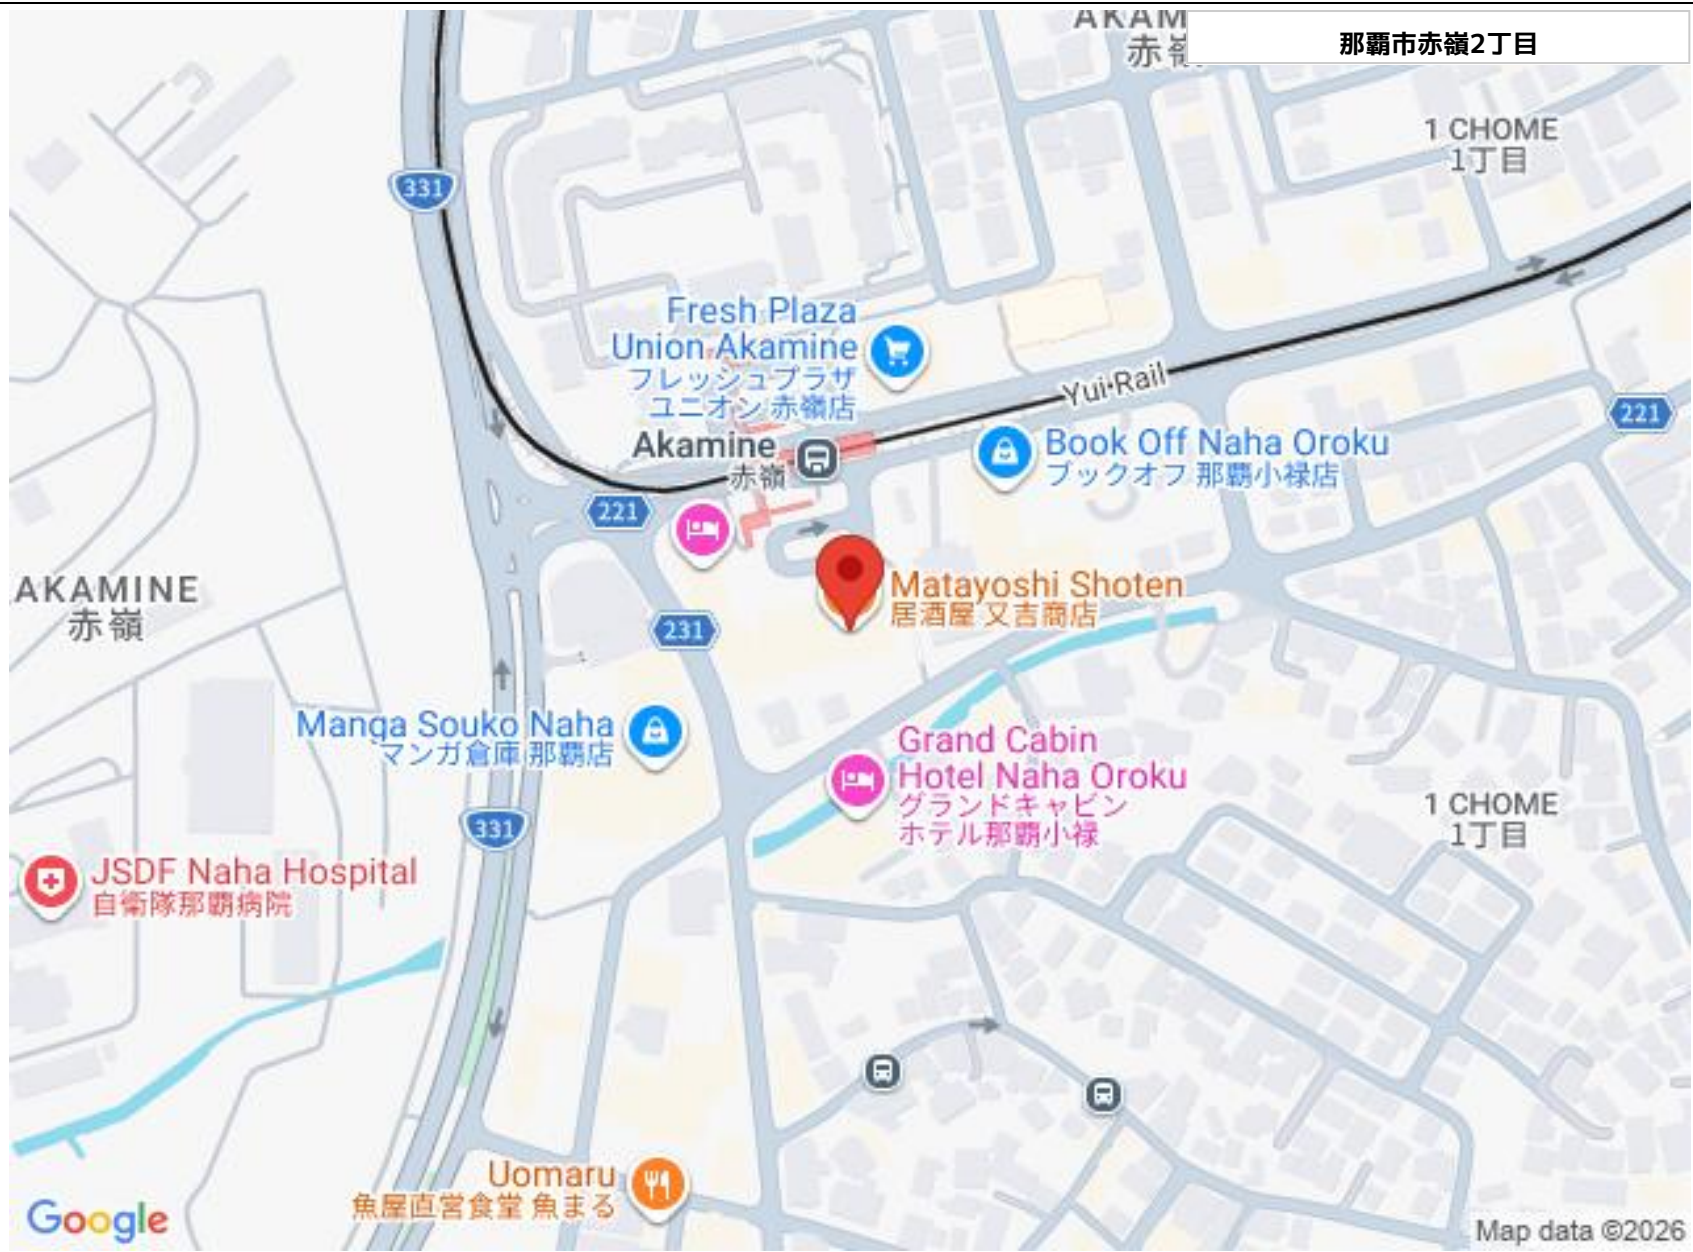 AKAM
赤嶺
那覇市赤嶺2丁目
1 CHOME
1丁目
331
Fresh Plaza
Union Akamine
フレッシュプラザ
ユニオン 赤嶺店
Yui Rail
221
Akamine
赤嶺
Book Off Naha Oroku
ブックオフ 那覇小禄店
221
AKAMINE
赤嶺
Matayoshi Shoten
居酒屋 又吉商店
231
Manga Souko Naha
マンガ倉庫 那覇店
Grand Cabin
Hotel Naha Oroku
グランドキャビン
ホテル那覇小禄
1 CHOME
1丁目
331
JSDF Naha Hospital
自衛隊那覇病院
Uomaru
魚屋直営食堂 魚まる
Google
Map data ©2026